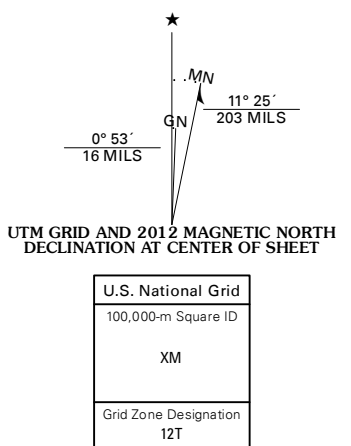 MN
GN
11° 25´
203 MILS
0° 53´
16 MILS
UTM GRID AND 2012 MAGNETIC NORTH
DECLINATION AT CENTER OF SHEET
U.S. National Grid
100,000-m Square ID
XM
Grid Zone Designation
12T